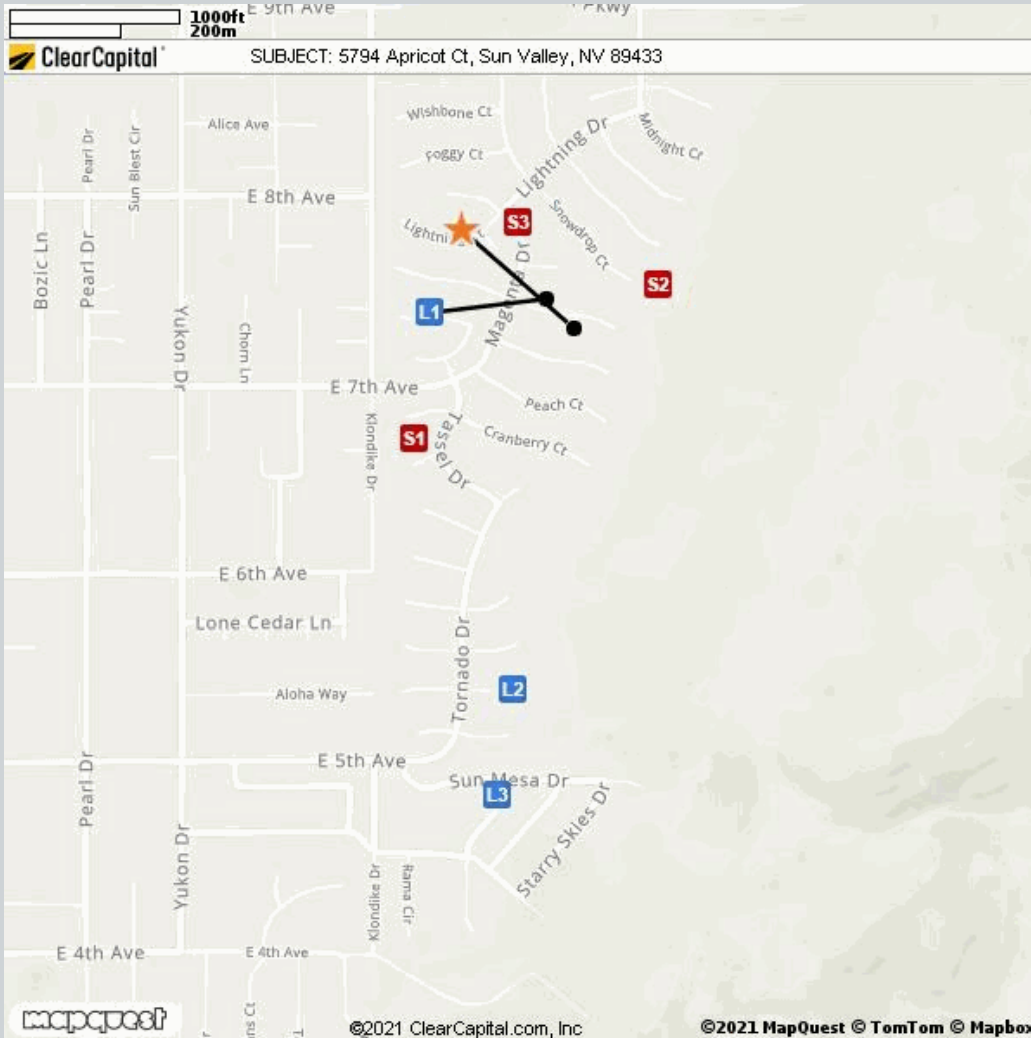 E 9th Ave
Pkwy
1000ft
200m
ClearCapital
SUBJECT: 5794 Apricot Ct, Sun Valley, NV 89433
Wishbone Ct
Alice Ave
Lightning Dr
Midnight Ct
Pearl Dr
Sun Blest Cir
Foggy Ct
E 8th Ave
Snowdrop Ct
S3
Bozic Ln
Pearl Dr
Magenta Dr
S2
L1
Yukon Dr
Chorn Ln
E 7th Ave
Peach Ct
Klondike Dr
S1
Tassel Dr
Cranberry Ct
E 6th Ave
Lone Cedar Ln
Tornado Dr
Aloha Way
L2
E 5th Ave
Sun Mesa Dr
L3
Pearl Dr
Starry Skies Dr
Yukon Dr
Klondike Dr
Rama Cir
E 4th Ave
E 4th Ave
mapquest
©2021 ClearCapital.com, Inc
©2021 MapQuest © TomTom © Mapbox